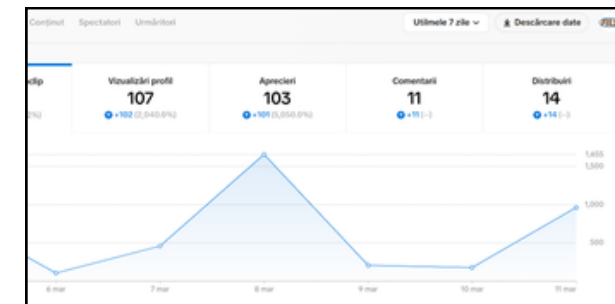 Conținut Spectatori Urmăritori
Utilmele 7 zile Descărcare date
clip Vizualizări profil Aprecieri Comentarii Distribuiri
107 103 11 14
+102 (2,040.0%) +101 (5,050.0%) +11 (--) +14 (--)
1,655
1,500
1,000
500
6 mar 7 mar 8 mar 9 mar 10 mar 11 mar